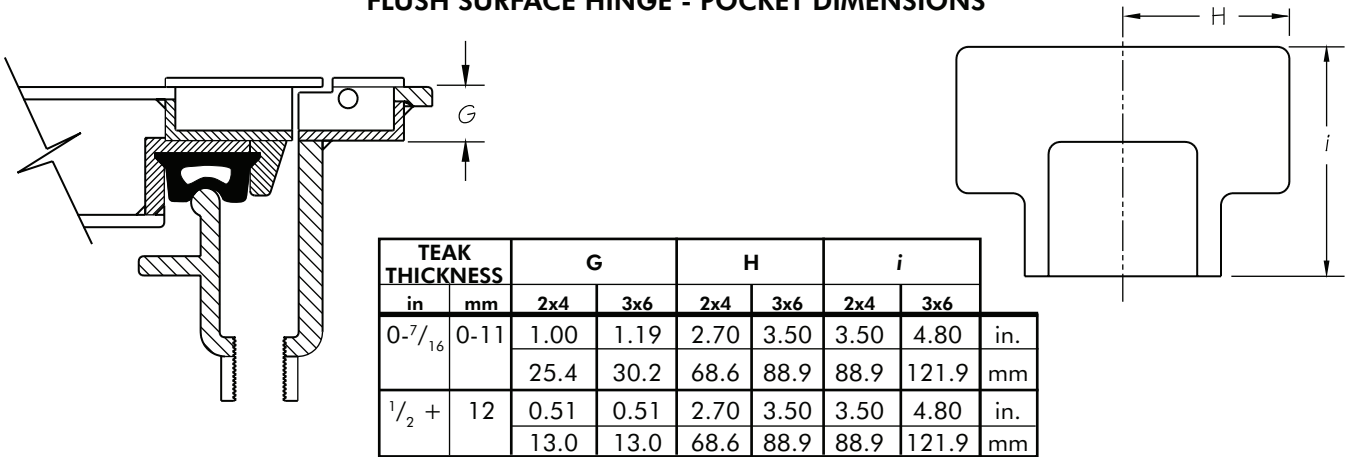 FLUSH SURFACE HINGE - POCKET DIMENSIONS
H
G
i
TEAK THICKNESS G H i
in mm 2x4 3x6 2x4 3x6 2x4 3x6
0-7/16 0-11 1.00 1.19 2.70 3.50 3.50 4.80 in.
25.4 30.2 68.6 88.9 88.9 121.9 mm
1/2 + 12 0.51 0.51 2.70 3.50 3.50 4.80 in.
13.0 13.0 68.6 88.9 88.9 121.9 mm